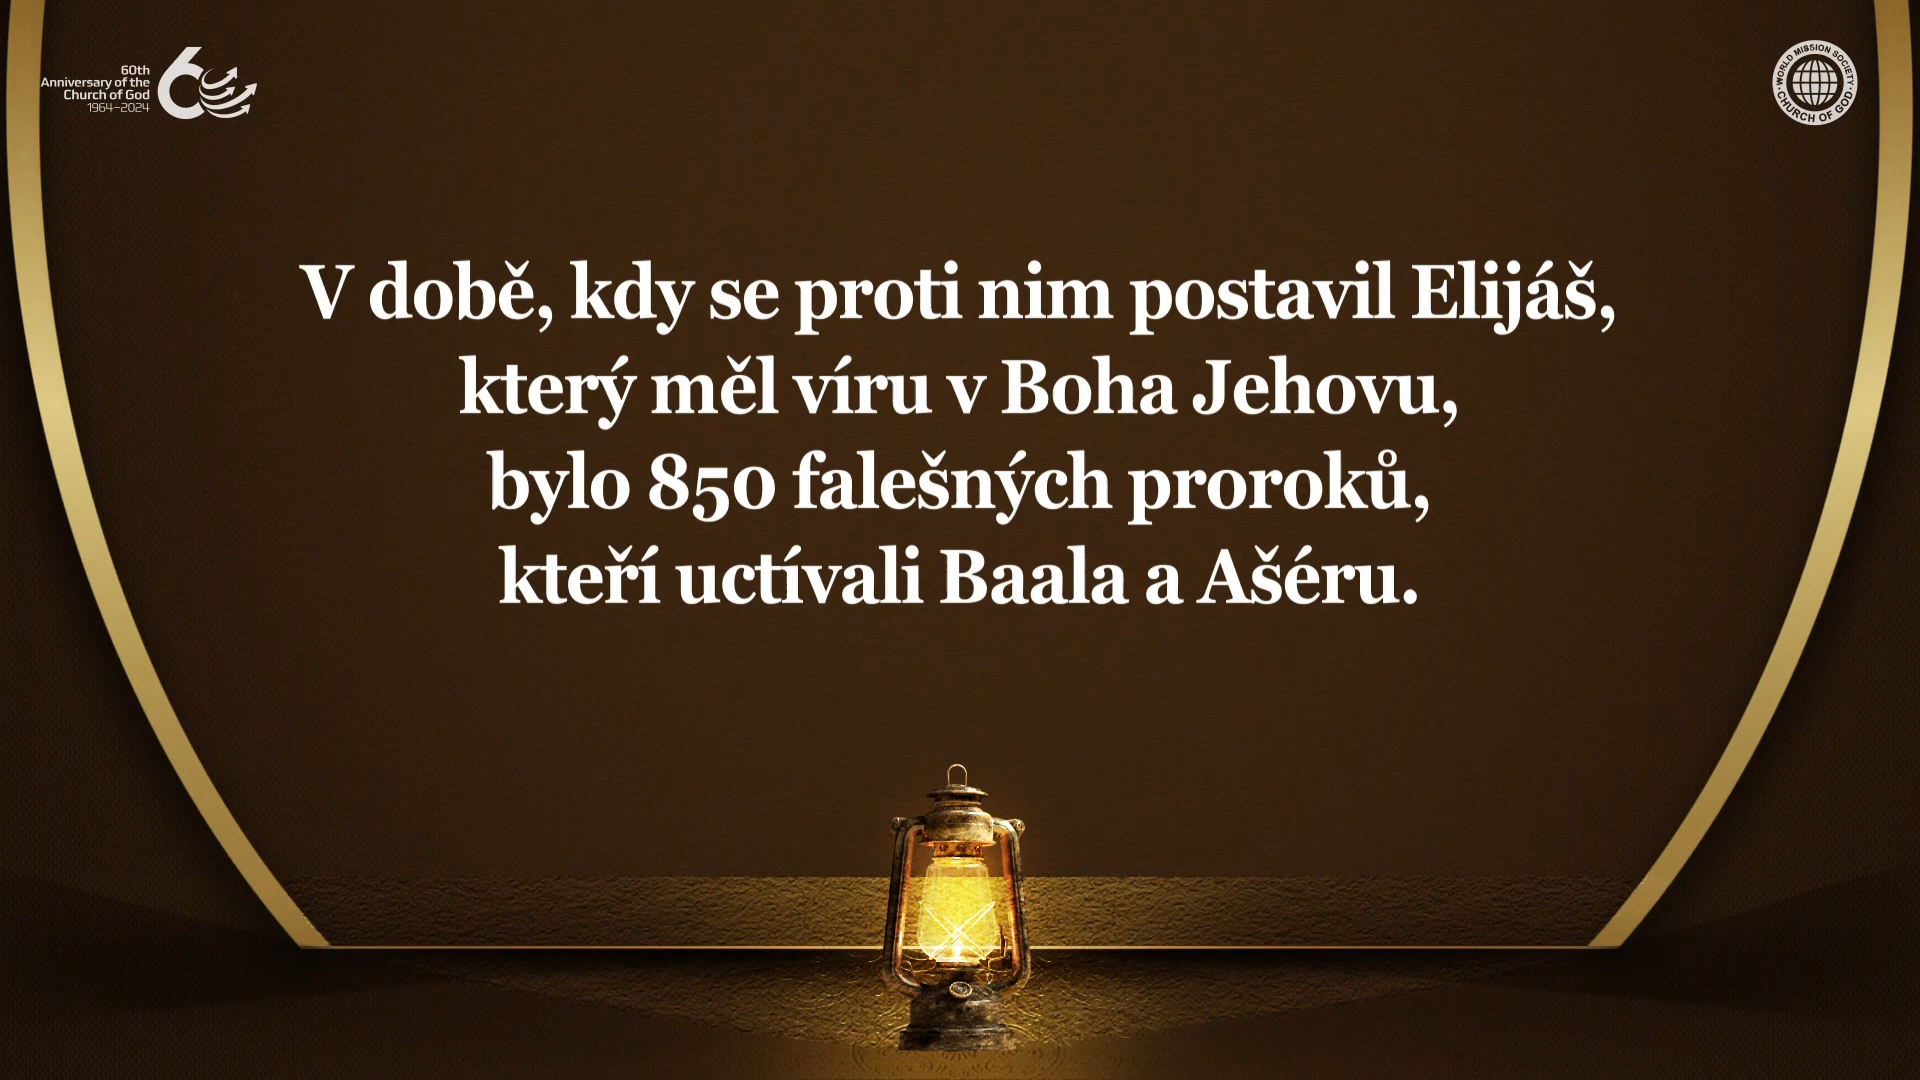 60th
Anniversary of the
Church of God
1964–2024
60
WORLD MISSION SOCIETY
CHURCH OF GOD
V době, kdy se proti nim postavil Elijáš,
který měl víru v Boha Jehovu,
bylo 850 falešných proroků,
kteří uctívali Baala a Ašéru.